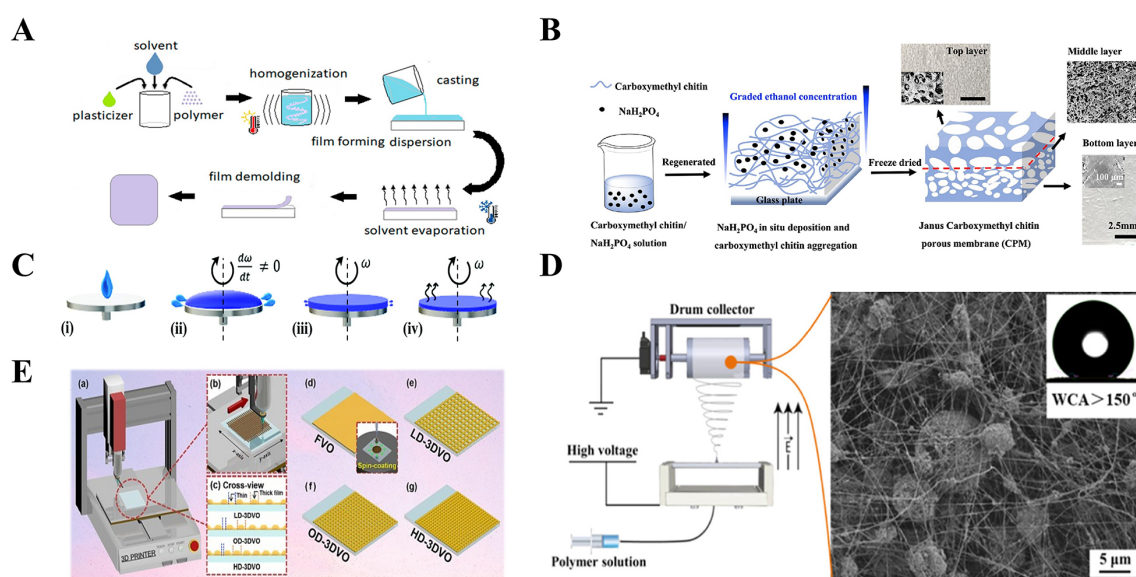 A
solvent
plasticizer
polymer
homogenization
casting
film forming dispersion
film demolding
solvent evaporation
B
Carboxymethyl chitin
NaH₂PO₄
Regenerated
Carboxymethyl chitin/
NaH₂PO₄ solution
Graded ethanol concentration
Glass plate
NaH₂PO₄ in situ deposition and
carboxymethyl chitin aggregation
Freeze dried
Top layer
Middle layer
Bottom layer
100 μm
2.5mm
Janus Carboxymethyl chitin
porous membrane (CPM)
C
(i)
dω/dt ≠ 0
(ii)
ω
(iii)
ω
(iv)
D
Drum collector
High voltage
E
Polymer solution
WCA＞150°
5 μm
E
(a)
3D PRINTER
(b)
x-axis
y-axis
(c) Cross-view
Thin
Thick film
LD-3DVO
OD-3DVO
HD-3DVO
(d)
FVO
Spin-coating
(e)
LD-3DVO
(f)
OD-3DVO
(g)
HD-3DVO